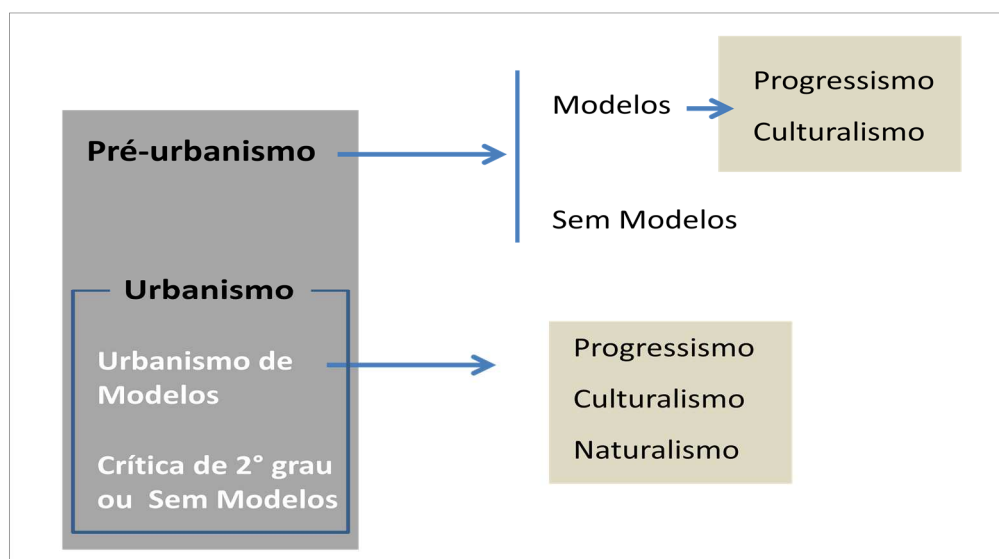 Pré-urbanismo
Modelos
Progressismo
Culturalismo
Sem Modelos
Urbanismo
Urbanismo de
Modelos
Crítica de 2° grau
ou Sem Modelos
Progressismo
Culturalismo
Naturalismo